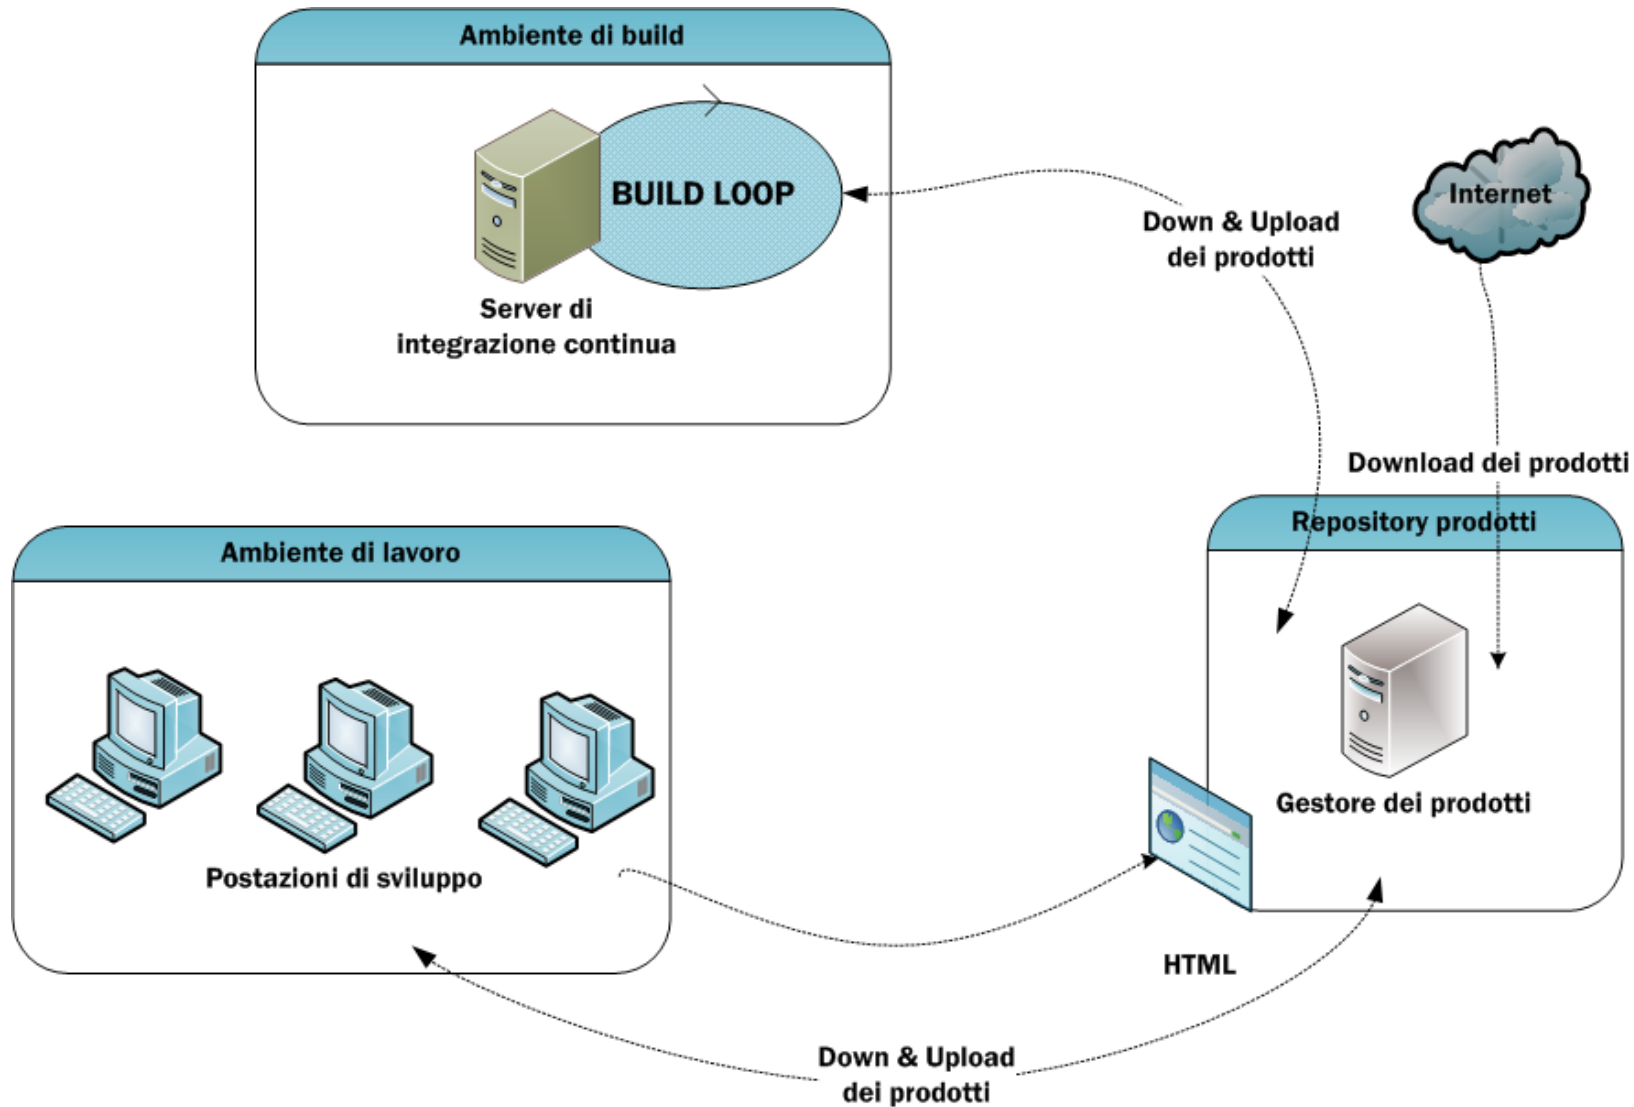 Ambiente di build
BUILD LOOP
Server di
integrazione continua
Down & Upload
dei prodotti
Internet
Download dei prodotti
Repository prodotti
Gestore dei prodotti
Ambiente di lavoro
Postazioni di sviluppo
HTML
Down & Upload
dei prodotti